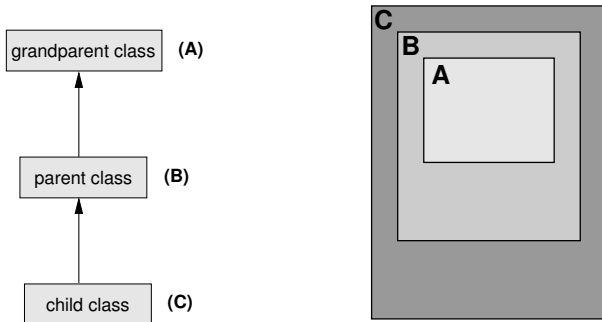 grandparent class (A)
parent class (B)
child class (C)
C
B
A